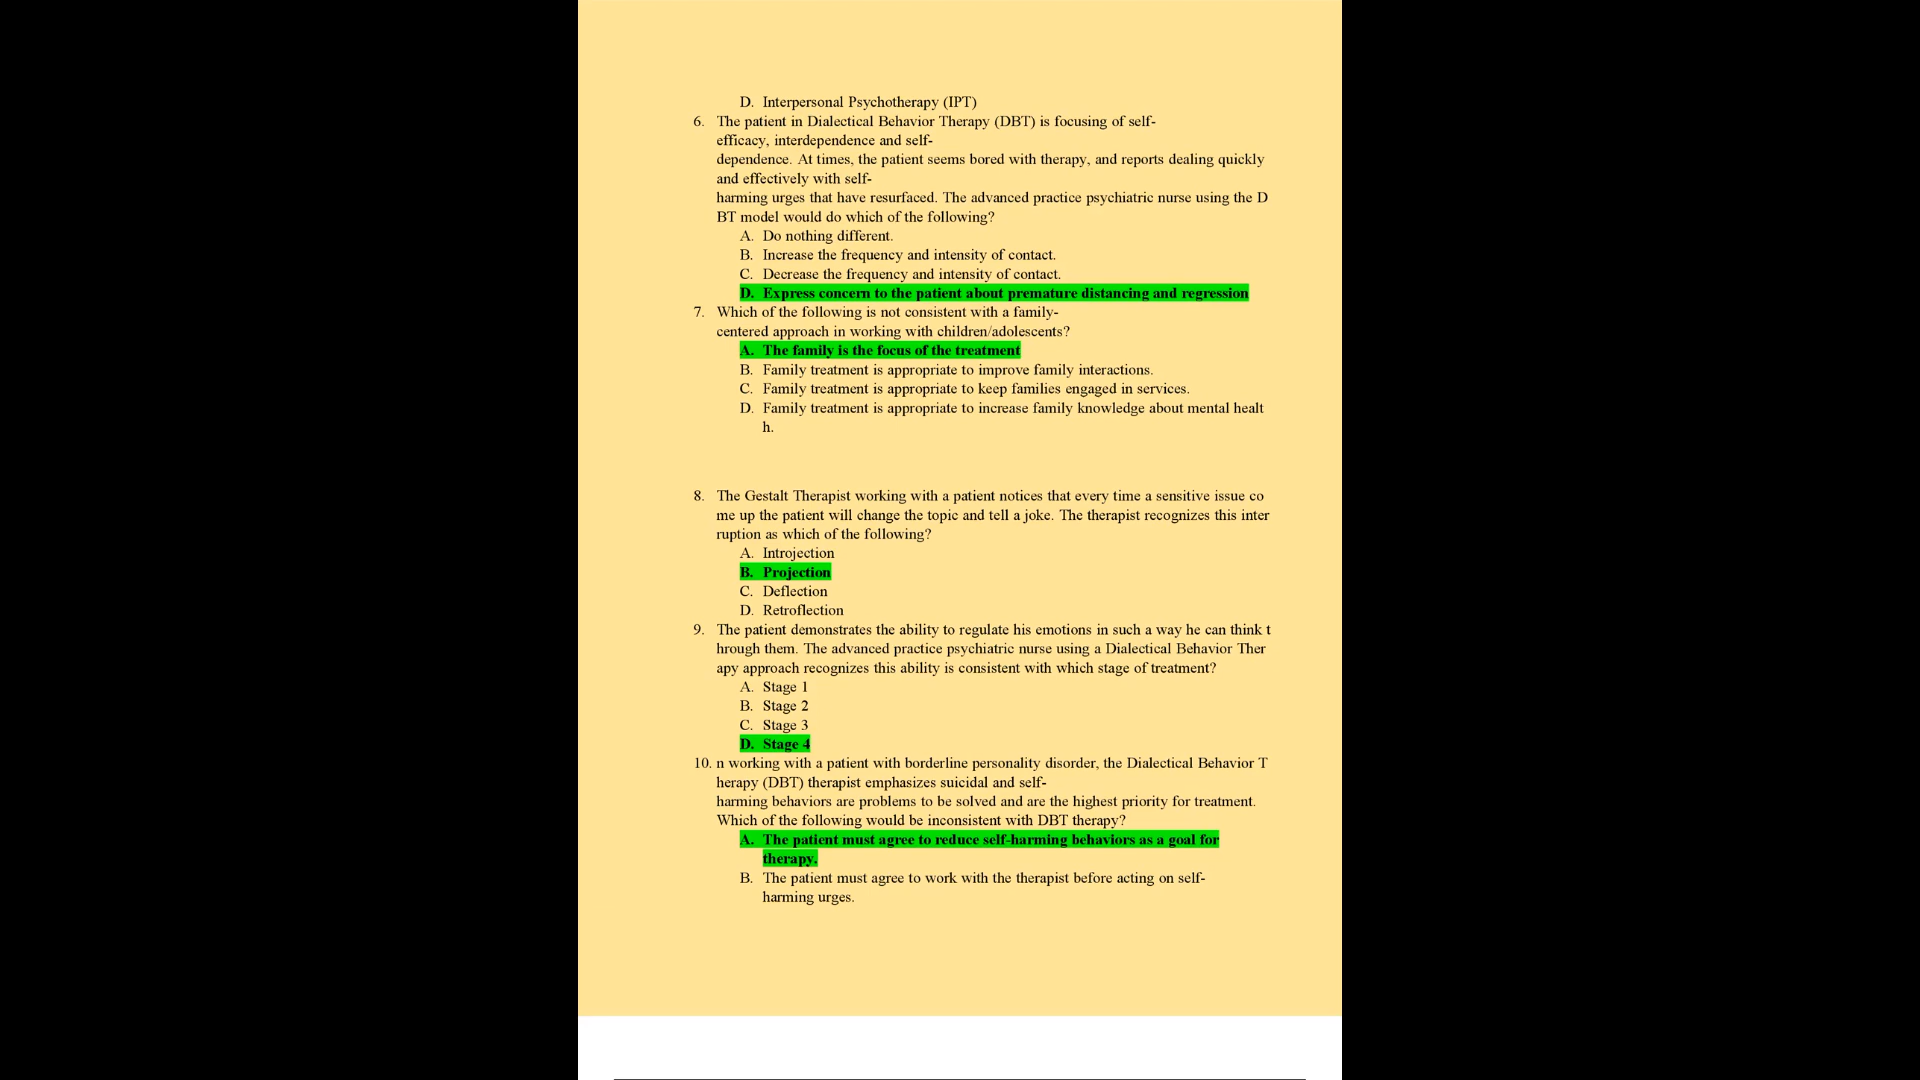 D. Interpersonal Psychotherapy (IPT)
6. The patient in Dialectical Behavior Therapy (DBT) is focusing of self-
efficacy, interdependence and self-
dependence. At times, the patient seems bored with therapy, and reports dealing quickly
and effectively with self-
harming urges that have resurfaced. The advanced practice psychiatric nurse using the D
BT model would do which of the following?
A. Do nothing different.
B. Increase the frequency and intensity of contact.
C. Decrease the frequency and intensity of contact.
D. Express concern to the patient about premature distancing and regression
7. Which of the following is not consistent with a family-
centered approach in working with children/adolescents?
A. The family is the focus of the treatment
B. Family treatment is appropriate to improve family interactions.
C. Family treatment is appropriate to keep families engaged in services.
D. Family treatment is appropriate to increase family knowledge about mental healt
h.
8. The Gestalt Therapist working with a patient notices that every time a sensitive issue co
me up the patient will change the topic and tell a joke. The therapist recognizes this inter
ruption as which of the following?
A. Introjection
B. Projection
C. Deflection
D. Retroflection
9. The patient demonstrates the ability to regulate his emotions in such a way he can think t
hrough them. The advanced practice psychiatric nurse using a Dialectical Behavior Ther
apy approach recognizes this ability is consistent with which stage of treatment?
A. Stage 1
B. Stage 2
C. Stage 3
D. Stage 4
10. n working with a patient with borderline personality disorder, the Dialectical Behavior T
herapy (DBT) therapist emphasizes suicidal and self-
harming behaviors are problems to be solved and are the highest priority for treatment.
Which of the following would be inconsistent with DBT therapy?
A. The patient must agree to reduce self-harming behaviors as a goal for
therapy.
B. The patient must agree to work with the therapist before acting on self-
harming urges.